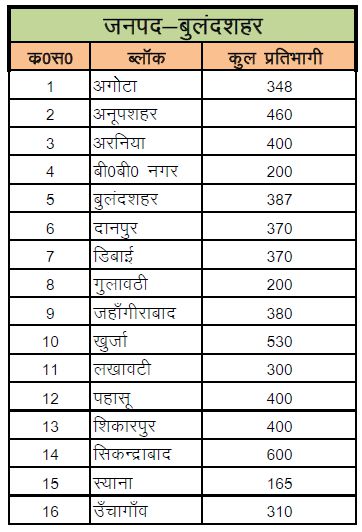 जनपद–बुलंदशहर
क0स0 ब्लॉक कुल प्रतिभागी
1 अगोटा 348
2 अनूपशहर 460
3 अरनिया 400
4 बी0बी0 नगर 200
5 बुलंदशहर 387
6 दानपुर 370
7 डिबाई 370
8 गुलावठी 200
9 जहाँगीराबाद 380
10 खुर्जा 530
11 लखावटी 300
12 पहासू 400
13 शिकारपुर 400
14 सिकन्द्राबाद 600
15 स्याना 165
16 उँचागाँव 310